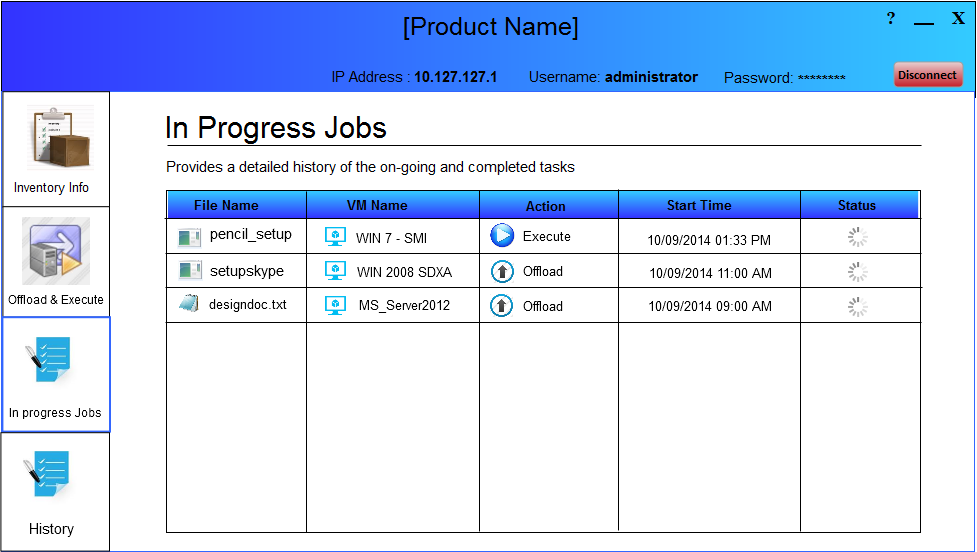 [Product Name]
? __ X
IP Address : 10.127.127.1 Username: administrator Password: ******** Disconnect
Inventory Info
Offload & Execute
In progress Jobs
History
In Progress Jobs
Provides a detailed history of the on-going and completed tasks
File Name VM Name Action Start Time Status
pencil_setup WIN 7 - SMI Execute 10/09/2014 01:33 PM
setupskype WIN 2008 SDXA Offload 10/09/2014 11:00 AM
designdoc.txt MS_Server2012 Offload 10/09/2014 09:00 AM